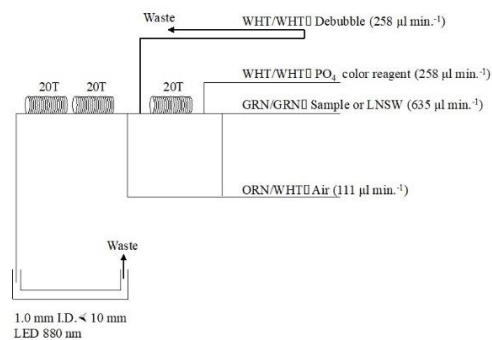 Waste
WHT/WHT Debubble (258 μl min.-1)
WHT/WHT PO4 color reagent (258 μl min.-1)
20T 20T 20T
GRN/GRN Sample or LNSW (635 μl min.-1)
ORN/WHT Air (111 μl min.-1)
Waste
1.0 mm I.D. × 10 mm
LED 880 nm